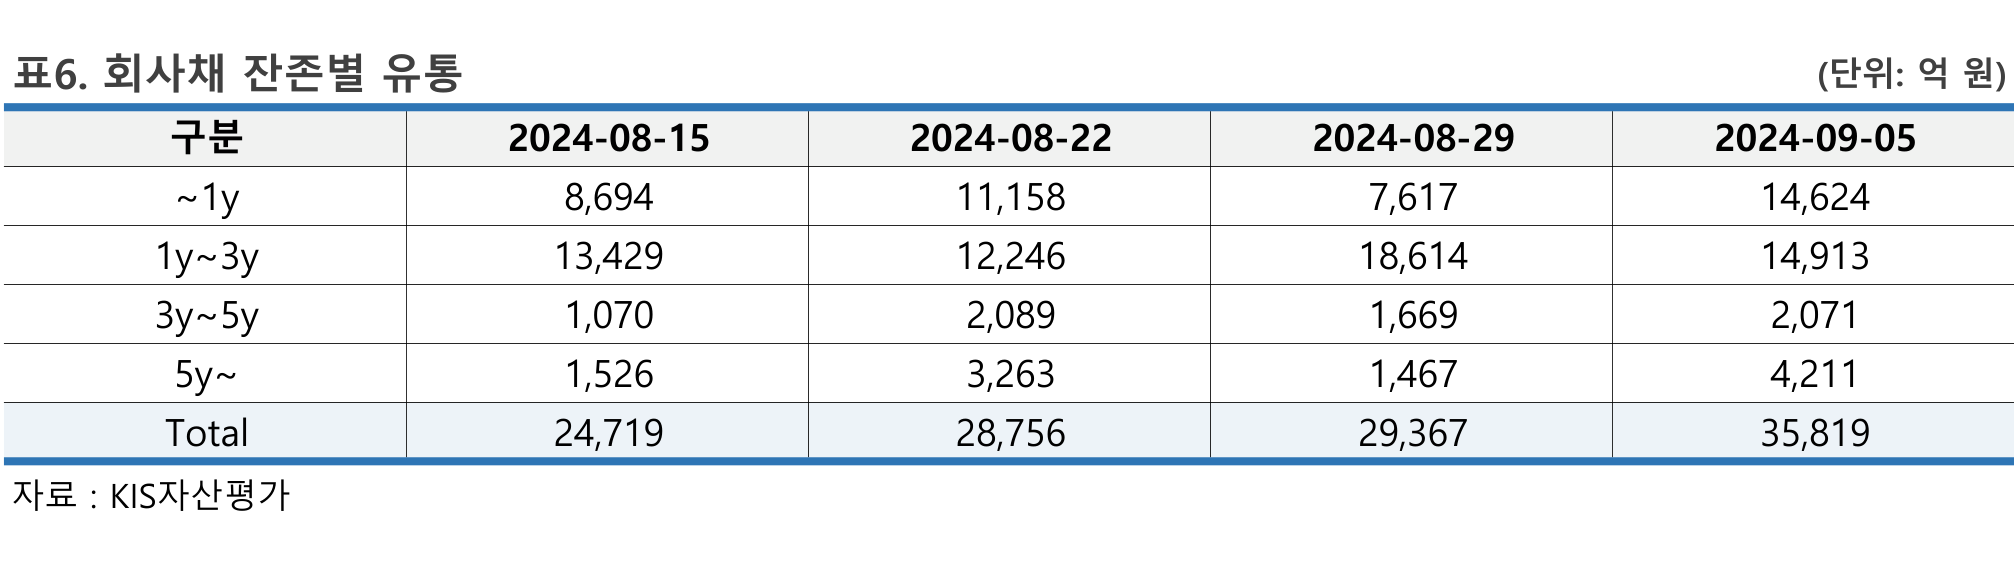 표6. 회사채 잔존별 유통 (단위: 억 원)
구분 2024-08-15 2024-08-22 2024-08-29 2024-09-05
~1y 8,694 11,158 7,617 14,624
1y~3y 13,429 12,246 18,614 14,913
3y~5y 1,070 2,089 1,669 2,071
5y~ 1,526 3,263 1,467 4,211
Total 24,719 28,756 29,367 35,819
자료 : KIS자산평가